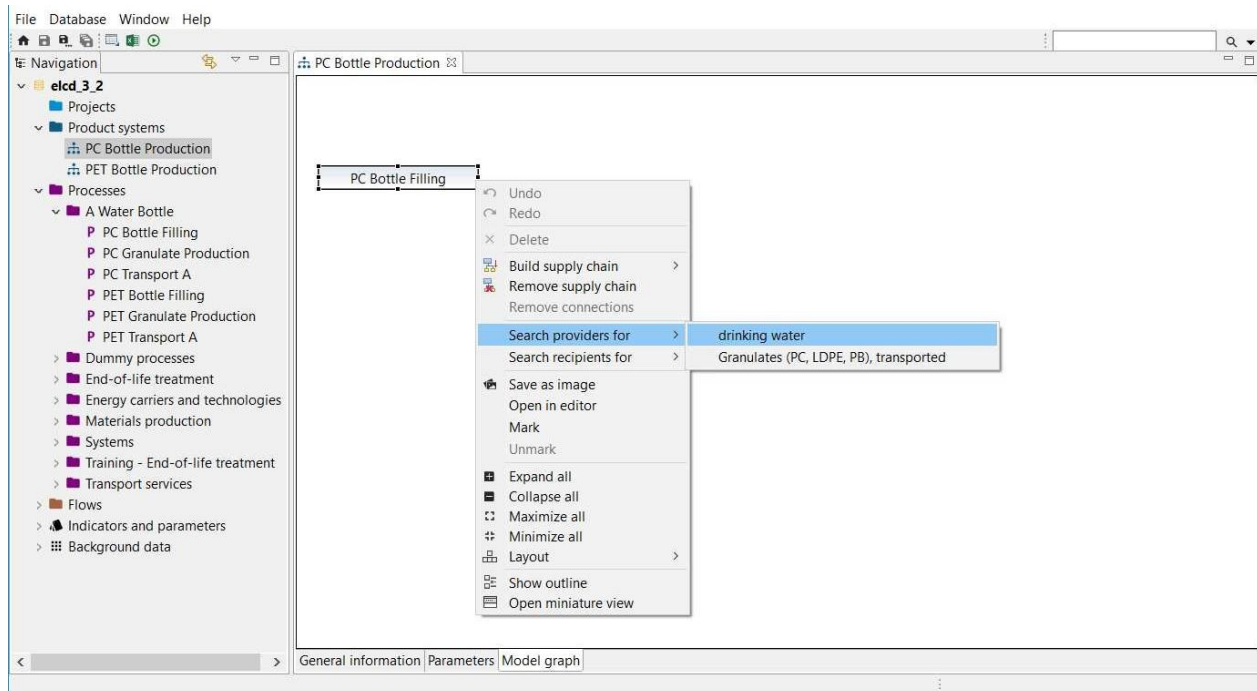 File Database Window Help
Navigation
elcd_3_2
Projects
Product systems
PC Bottle Production
PET Bottle Production
Processes
A Water Bottle
P PC Bottle Filling
P PC Granulate Production
P PC Transport A
P PET Bottle Filling
P PET Granulate Production
P PET Transport A
Dummy processes
End-of-life treatment
Energy carriers and technologies
Materials production
Systems
Training - End-of-life treatment
Transport services
Flows
Indicators and parameters
Background data
PC Bottle Production
PC Bottle Filling
Undo
Redo
Delete
Build supply chain
Remove supply chain
Remove connections
Search providers for
Search recipients for
Save as image
Open in editor
Mark
Unmark
Expand all
Collapse all
Maximize all
Minimize all
Layout
Show outline
Open miniature view
drinking water
Granulates (PC, LDPE, PB), transported
General information Parameters Model graph